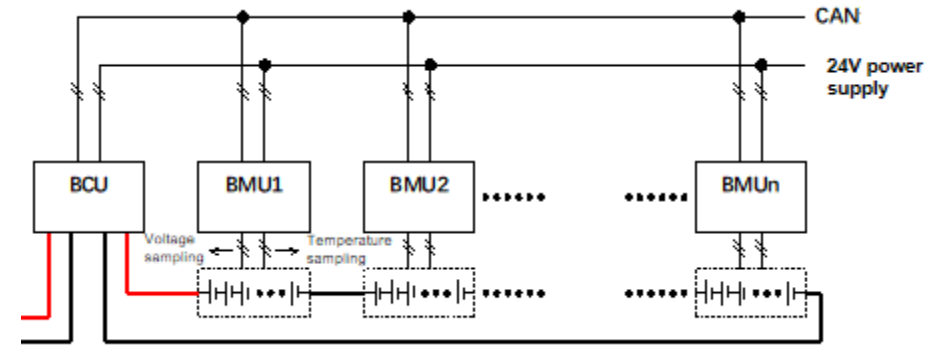 CAN
24V power
supply
BCU
BMU1
BMU2
BMUn
Voltage
sampling
Temperature
sampling